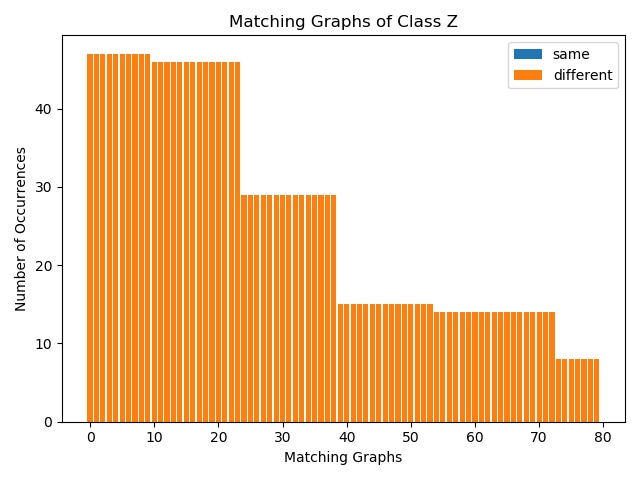 Matching Graphs of Class Z
same
different
Number of Occurrences
40
30
20
10
0
0 10 20 30 40 50 60 70 80
Matching Graphs